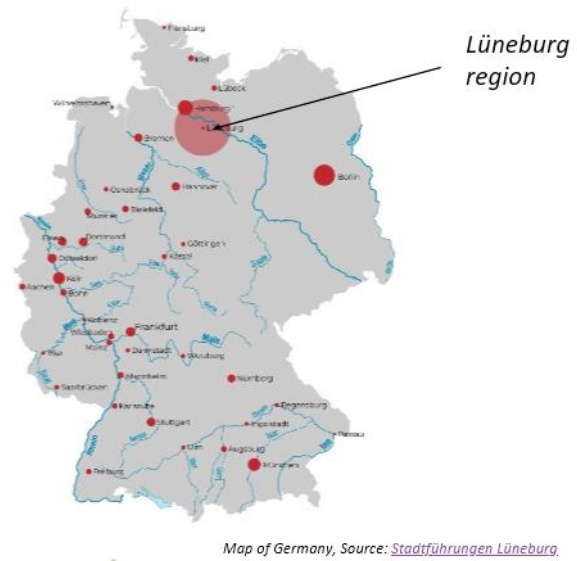 Flensburg
Kiel
Lübeck
Lüneburg
region
Wilhelmshaven
Hamburg
Lüneburg
Bremen
Elbe
Berlin
Osnabrück
Hannover
Bielefeld
Dortmund
Göttingen
Düsseldorf
Kassel
Köln
Aachen
Bonn
Koblenz
Frankfurt
Wiesbaden
Mainz
Main
Darmstadt
Würzburg
Trier
Saarbrücken
Mannheim
Nürnberg
Karlsruhe
Regensburg
Stuttgart
Ingolstadt
Passau
Ulm
Augsburg
Freiburg
München
Rhein
Map of Germany, Source: Stadtführungen Lüneburg